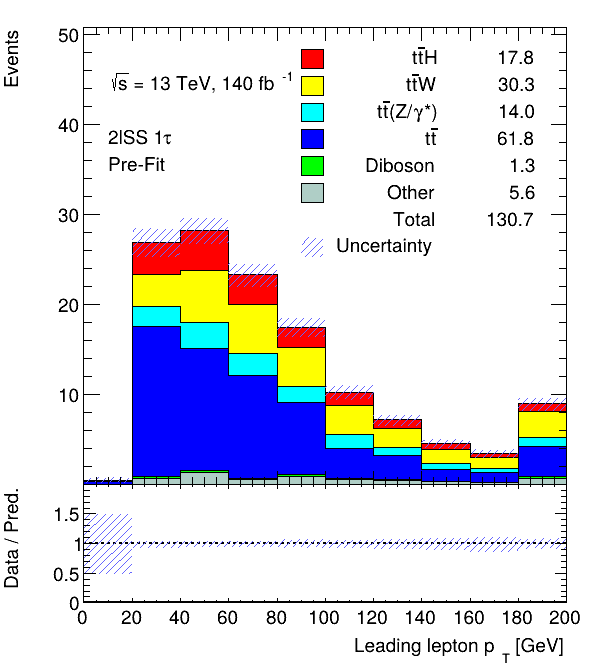 Events
50
40
30
20
10
√s = 13 TeV, 140 fb⁻¹
2lSS 1τ
Pre-Fit
tt̄H 17.8
tt̄W 30.3
tt̄(Z/γ*) 14.0
tt̄ 61.8
Diboson 1.3
Other 5.6
Total 130.7
Uncertainty
Data / Pred.
1.5
1
0.5
0
0 20 40 60 80 100 120 140 160 180 200
Leading lepton p_T [GeV]